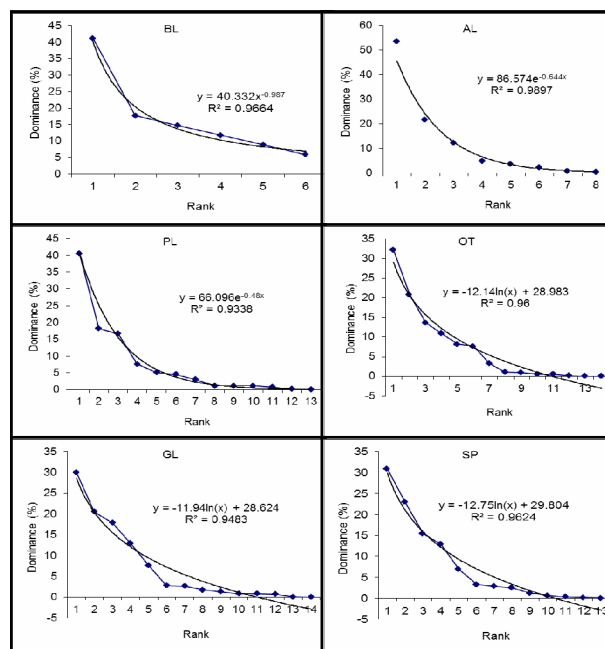 BL
45
40
35
30
25
20
15
10
5
0
Dominance (%)
y = 40.332x^-0.987
R² = 0.9664
1 2 3 4 5 6
Rank
AL
60
50
40
30
20
10
0
Dominance (%)
y = 86.574e^-0.644x
R² = 0.9897
1 2 3 4 5 6 7 8
Rank
PL
45
40
35
30
25
20
15
10
5
0
Dominance (%)
y = 66.096e^-0.48x
R² = 0.9338
1 2 3 4 5 6 7 8 9 10 11 12 13
Rank
OT
35
30
25
20
15
10
5
0
-5
Dominance (%)
y = -12.14ln(x) + 28.983
R² = 0.96
1 3 5 7 9 11 13
Rank
GL
35
30
25
20
15
10
5
0
-5
Dominance (%)
y = -11.94ln(x) + 28.624
R² = 0.9483
1 2 3 4 5 6 7 8 9 10 11 12 13 14
Rank
SP
35
30
25
20
15
10
5
0
-5
Dominance (%)
y = -12.75ln(x) + 29.804
R² = 0.9624
1 2 3 4 5 6 7 8 9 10 11 12 13
Rank